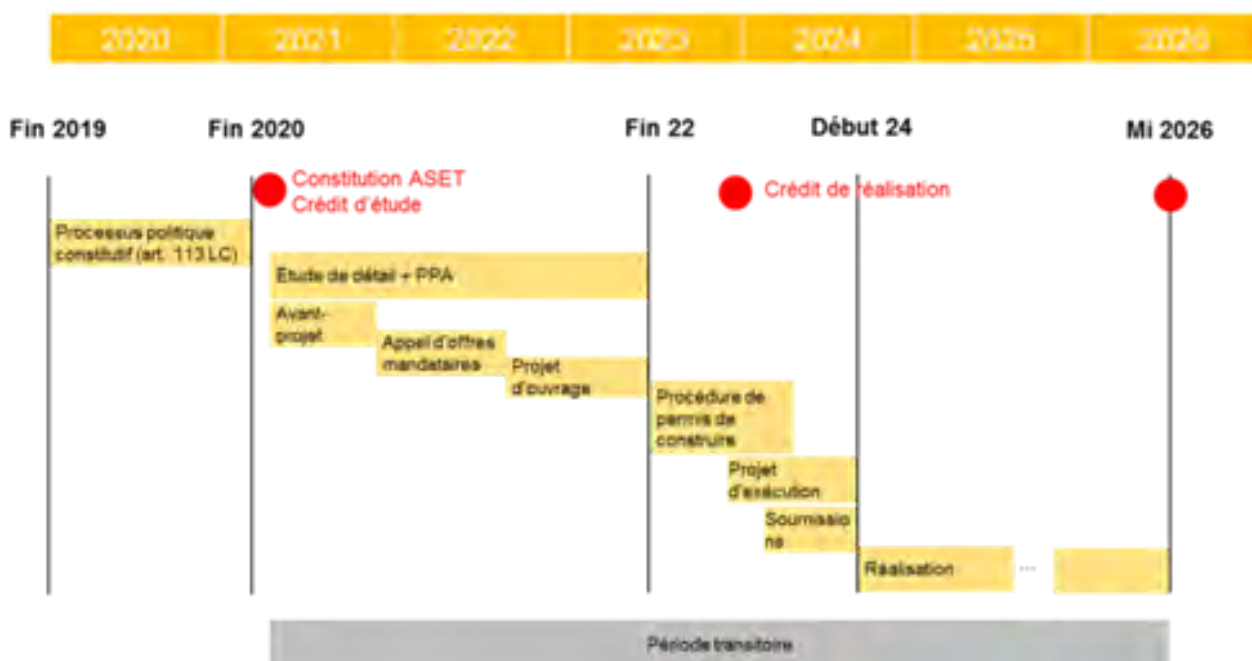 2020 2021 2022 2023 2024 2025 2026
Fin 2019 Fin 2020 Fin 22 Début 24 Mi 2026
Constitution ASET
Crédit d'étude
Crédit de réalisation
Processus politique
constitutif (art. 113 LC)
Etude de détail + PPA
Avant-
projet
Appel d'offres
mandataires
Projet
d'ouvrage
Procédure de
permis de
construire
Projet
d'exécution
Soumissio
ns
Réalisation ...
Période transitoire